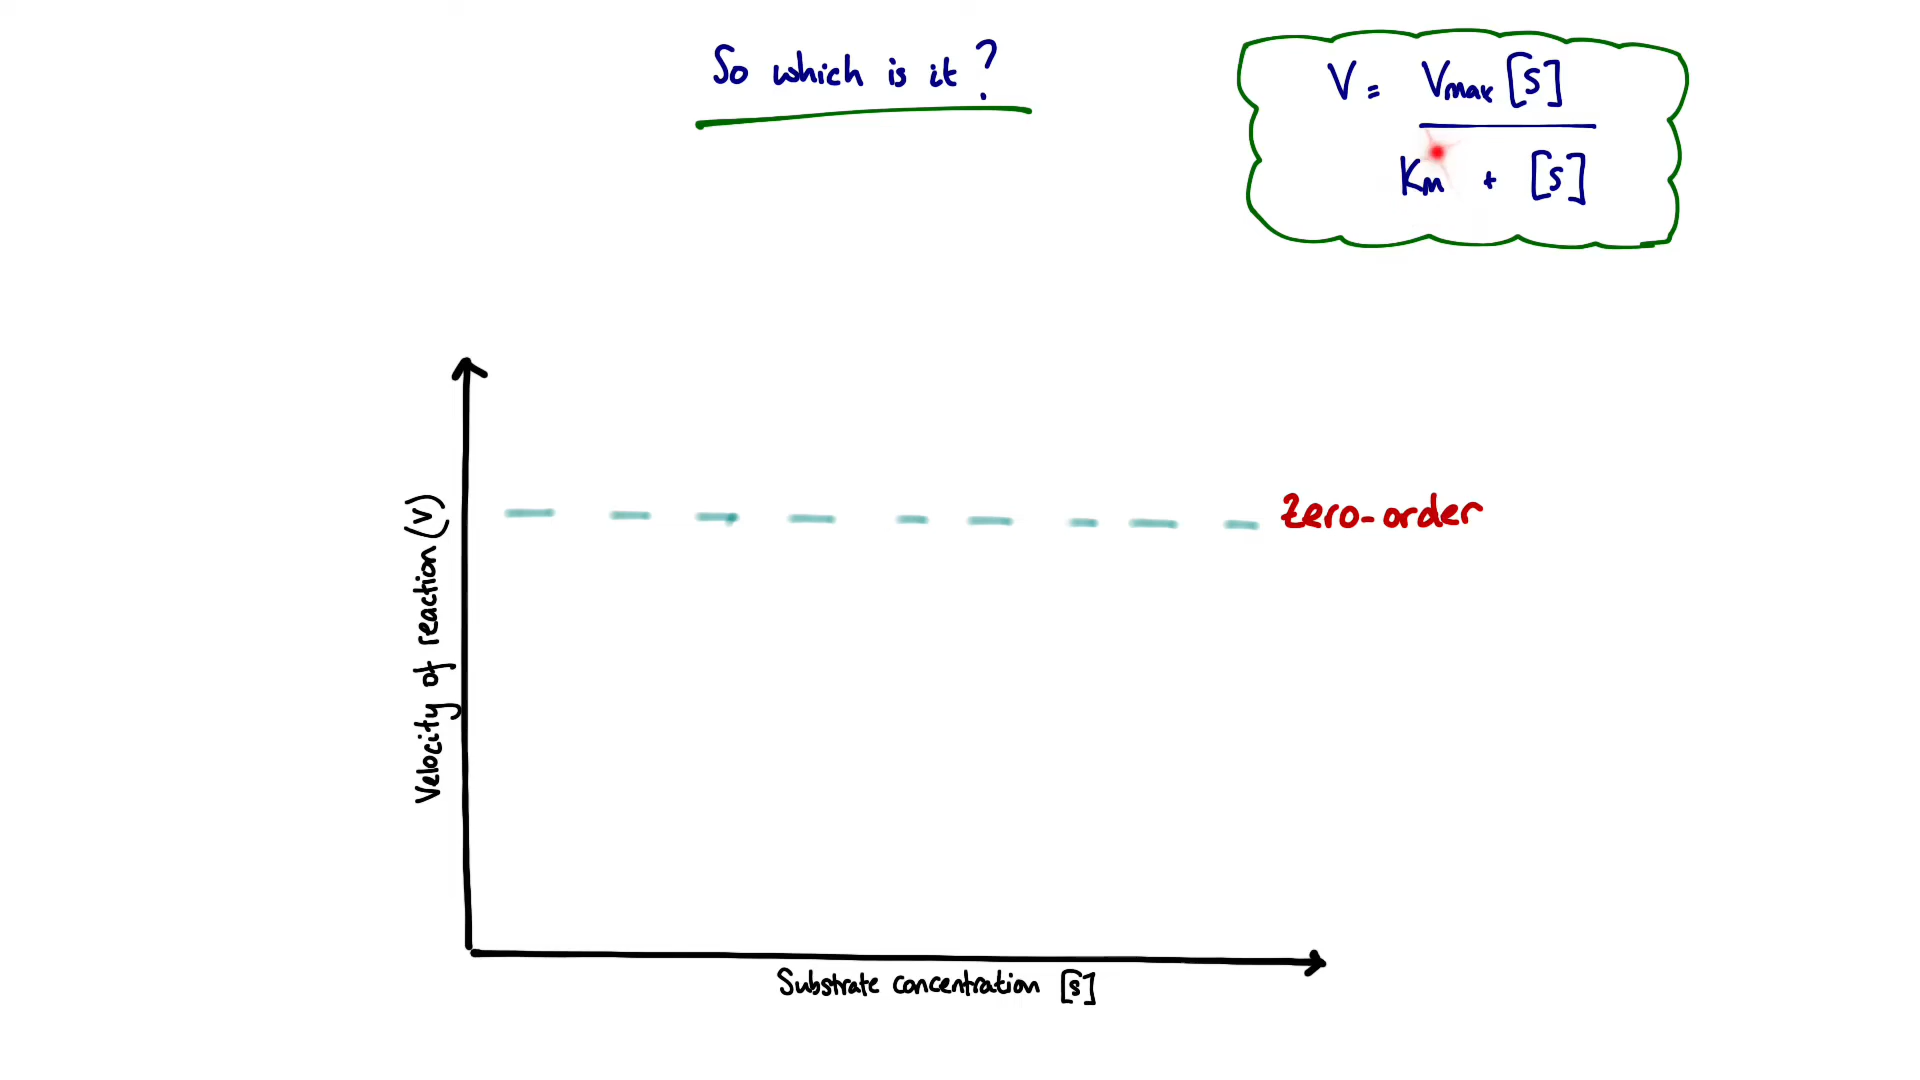 So which is it?
V = Vmax [S]
Km + [S]
Velocity of reaction (V)
Zero-order
Substrate concentration [s]